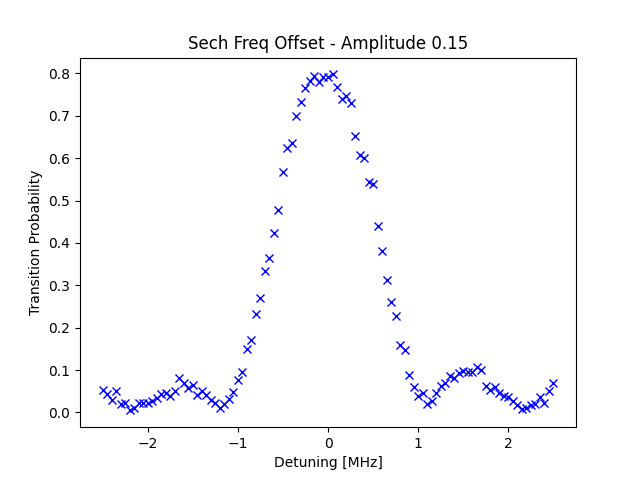 Sech Freq Offset - Amplitude 0.15
0.8
0.7
0.6
0.5
0.4
0.3
0.2
0.1
0.0
Transition Probability
−2 −1 0 1 2
Detuning [MHz]